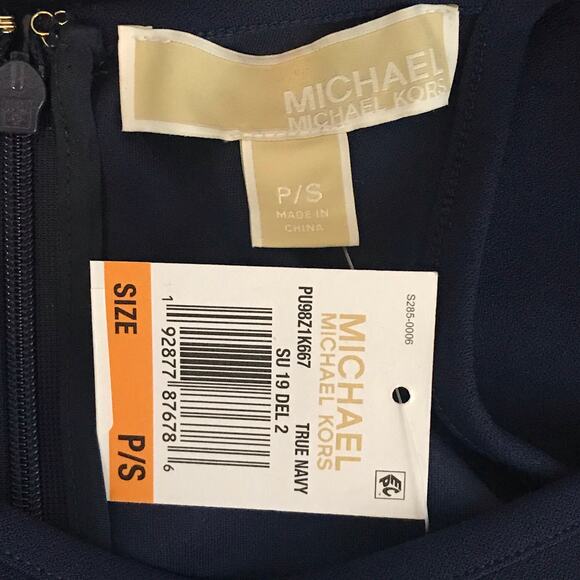 MICHAEL
MICHAEL KORS
P/S
MADE IN
CHINA
S285-0006
MICHAEL
MICHAEL KORS
PU98Z1K667 TRUE NAVY
SU 19 DEL 2
1 92877 87678 6
SIZE P/S